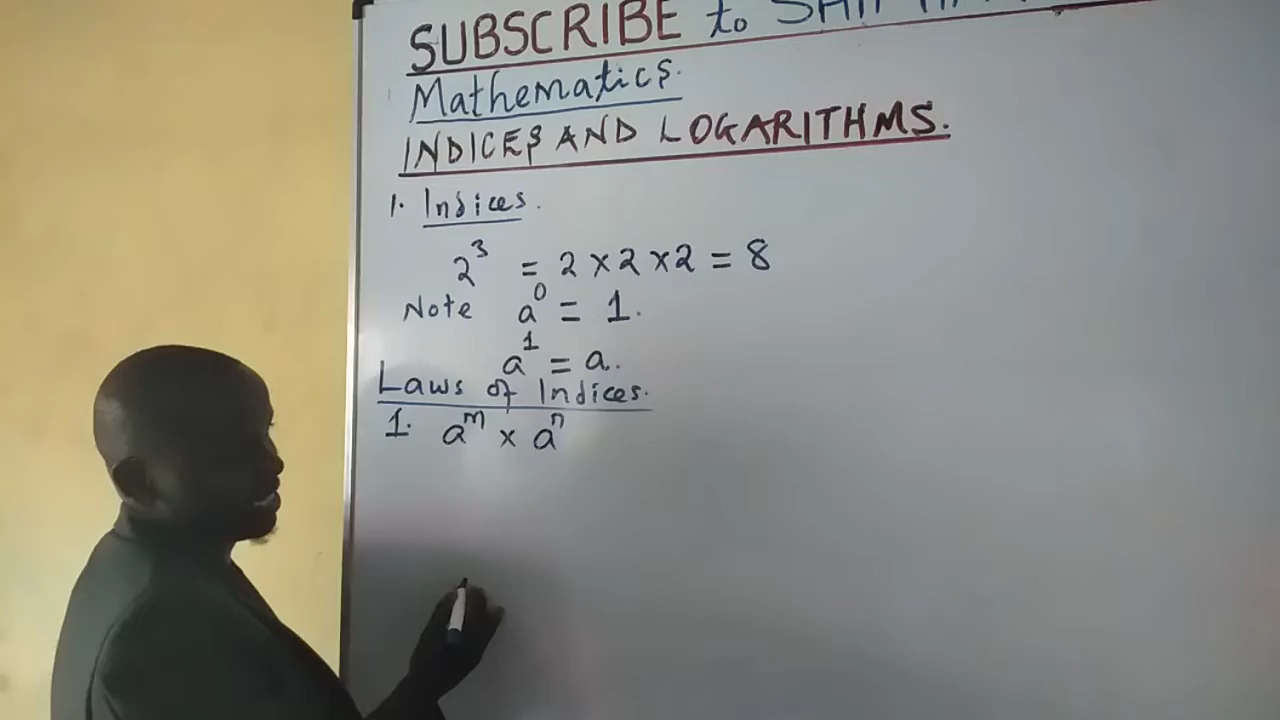 SUBSCRIBE to
Mathematics.
INDICES AND LOGARITHMS.
1. Indices.
2³ = 2 × 2 × 2 = 8
Note a⁰ = 1.
a¹ = a.
Laws of Indices.
1. aᵐ × aⁿ